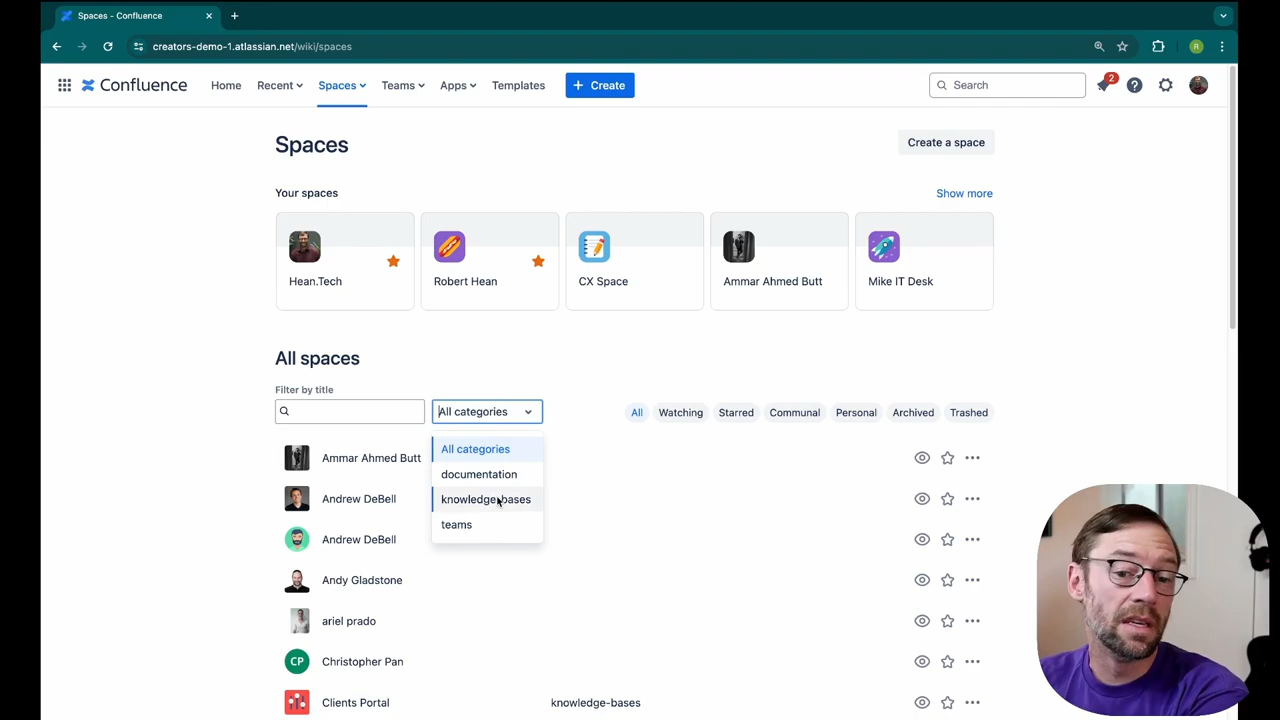 Spaces - Confluence
creators-demo-1.atlassian.net/wiki/spaces
R
Confluence Home Recent Spaces Teams Apps Templates + Create Search 2
Spaces
Create a space
Your spaces
Show more
Hean.Tech Robert Hean CX Space Ammar Ahmed Butt Mike IT Desk
All spaces
Filter by title
All categories
All Watching Starred Communal Personal Archived Trashed
All categories
documentation
knowledge-bases
teams
Ammar Ahmed Butt
Andrew DeBell
Andrew DeBell
Andy Gladstone
ariel prado
CP Christopher Pan
Clients Portal knowledge-bases